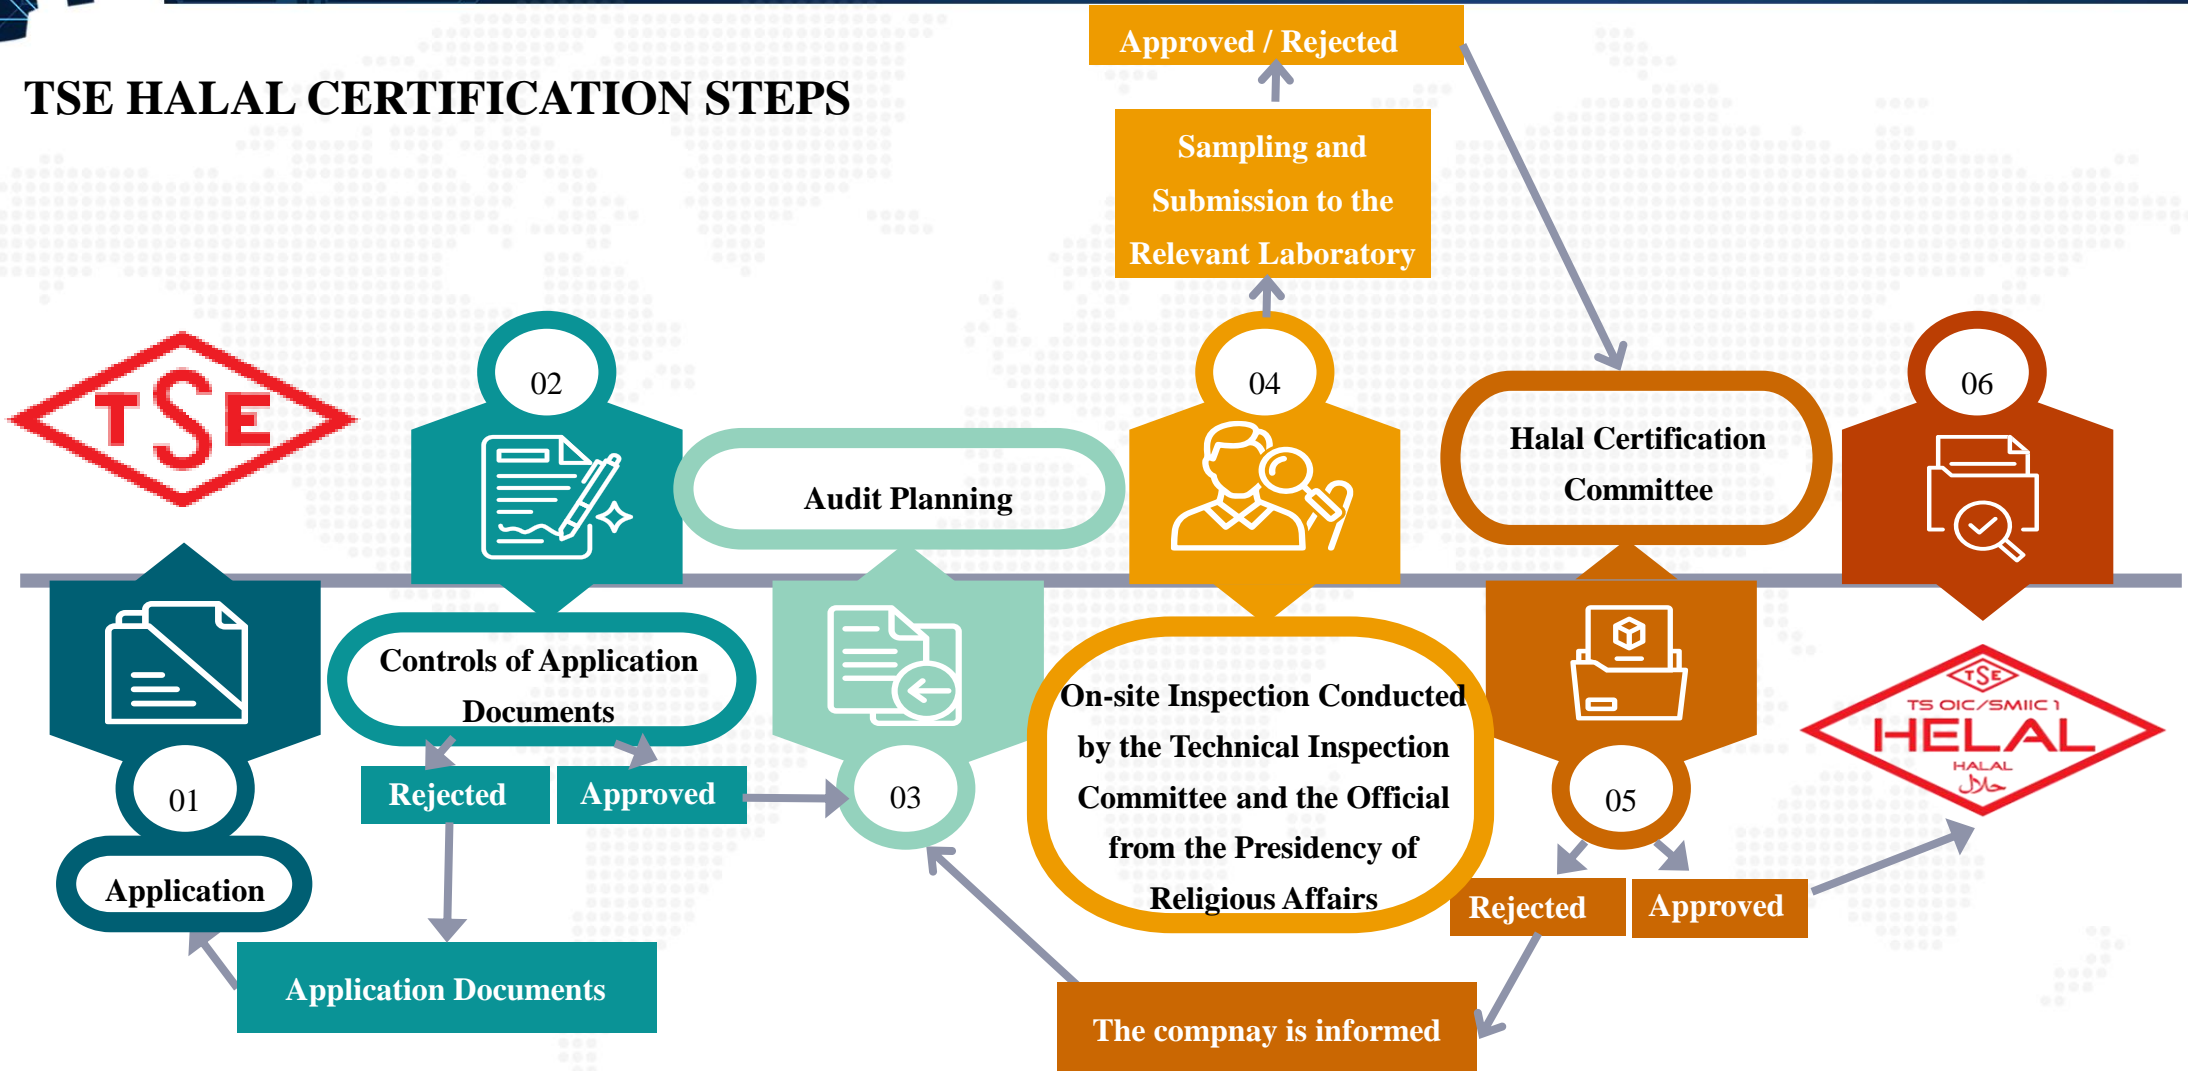 TSE HALAL CERTIFICATION STEPS
Approved / Rejected
Sampling and
Submission to the
Relevant Laboratory
TSE
02
04
06
Audit Planning
Halal Certification
Committee
Controls of Application
Documents
Rejected
Approved
01
Application
Application Documents
03
On-site Inspection Conducted
by the Technical Inspection
Committee and the Official
from the Presidency of
Religious Affairs
05
Rejected
Approved
The compnay is informed
TSE
TS OIC/SMIIC 1
HELAL
HALAL
حلال